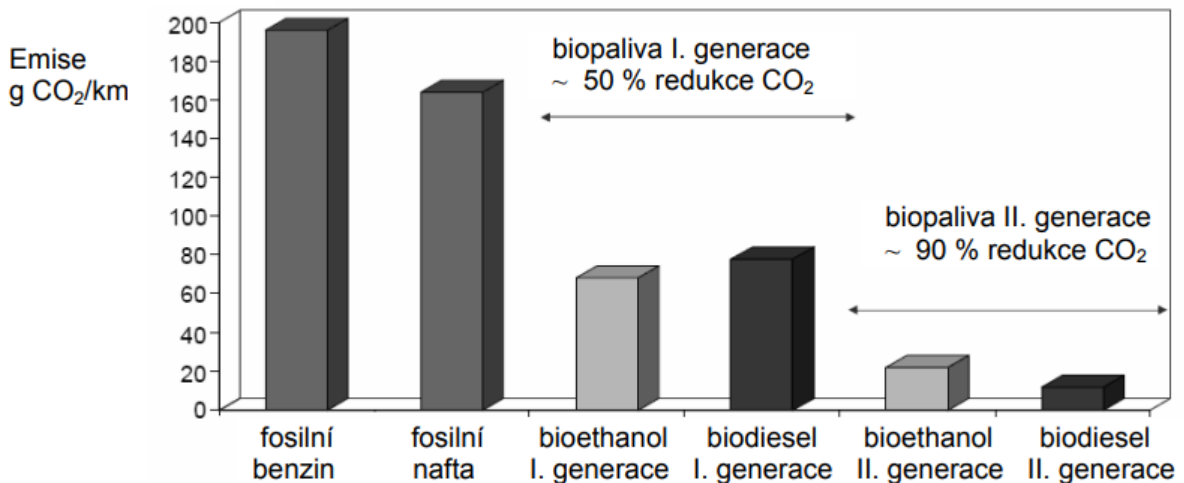 Emise
g CO₂/km
200
180
160
140
120
100
80
60
40
20
0
biopaliva I. generace
~ 50 % redukce CO₂
biopaliva II. generace
~ 90 % redukce CO₂
fosilní
benzin
fosilní
nafta
bioethanol
I. generace
biodiesel
I. generace
bioethanol
II. generace
biodiesel
II. generace